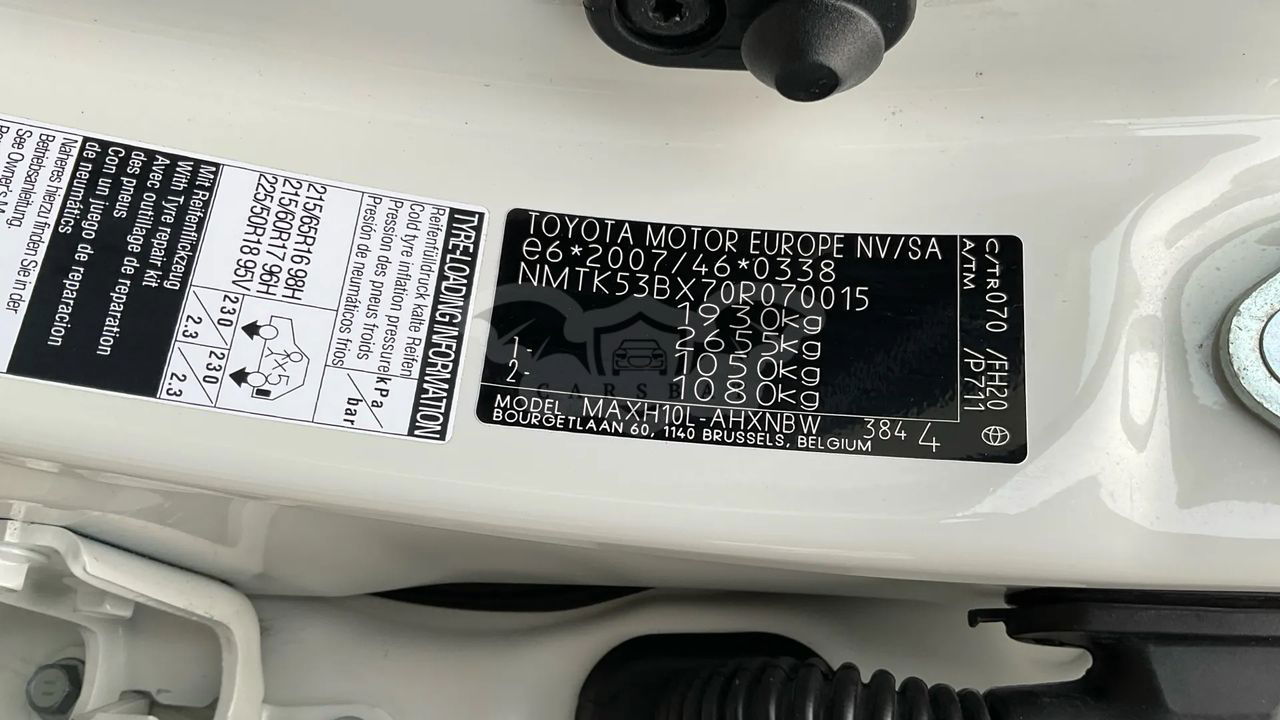 TYRE-LOADING INFORMATION
Reifenfülldruck kalte Reifen
Cold tyre inflation pressure
Pression des pneus froids
Presión de neumáticos fríos
kPa
bar
215/65R16 98H
215/60R17 96H
225/50R18 95V
X5
230
2.3
230
2.3
Mit Reifenflickzeug
With Tyre repair kit
Avec outillage de réparation
des pneus
Con un juego de reparacion
de neumàtics
Näheres hierzu finden Sie in der
Betriebsanleitung.
See Owner's
TOYOTA MOTOR EUROPE NV/SA
e6*2007/46*0338
NMTK53BX70R070015
1930kg
2655kg
1- 1050kg
2- 1080kg
MODEL MAXH10L-AHXNBW 384 4
BOURGETLAAN 60, 1140 BRUSSELS, BELGIUM
C/TR070 /FH20
A/TM /P711
CARSB